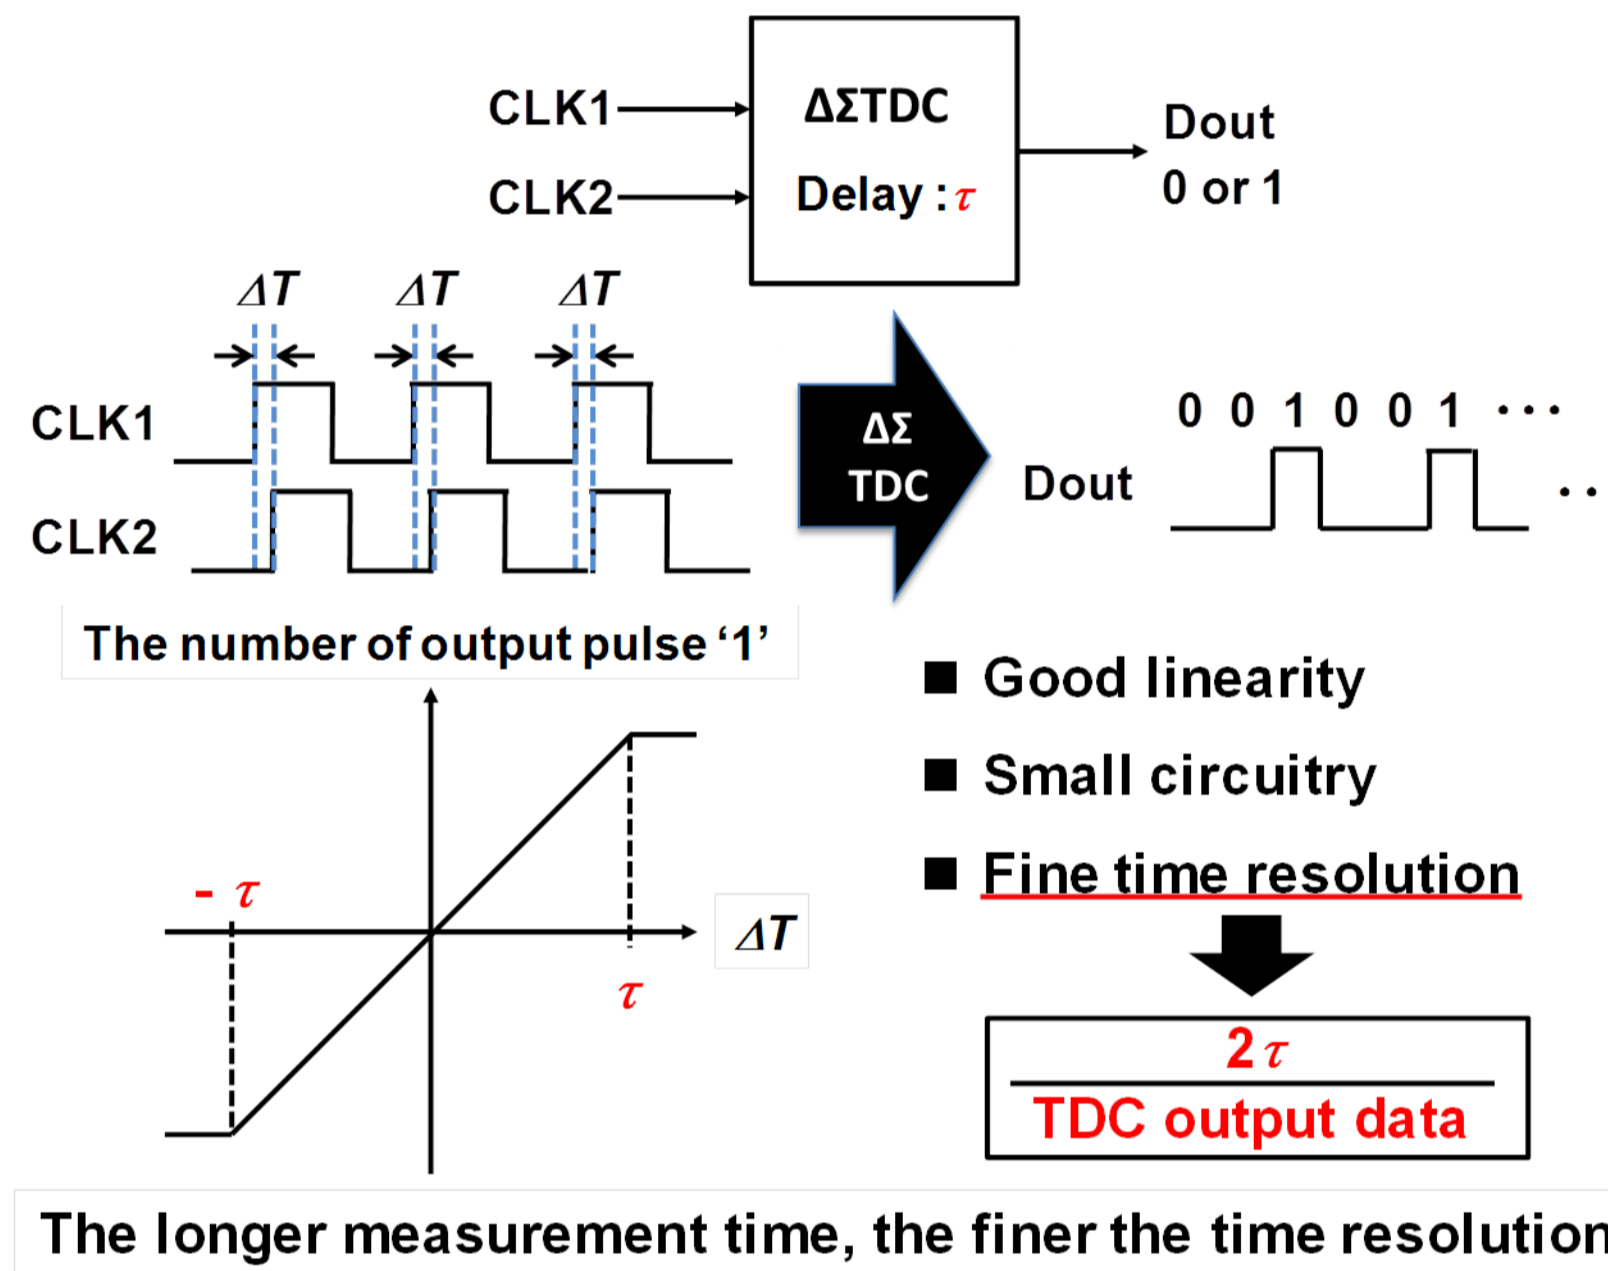 CLK1
CLK2
ΔΣTDC
Delay : τ
Dout
0 or 1
ΔT ΔT ΔT
CLK1
CLK2
ΔΣ
TDC
0 0 1 0 0 1 ···
Dout
··
The number of output pulse ‘1’
- τ
τ
ΔT
■ Good linearity
■ Small circuitry
■ Fine time resolution
2τ
TDC output data
The longer measurement time, the finer the time resolution